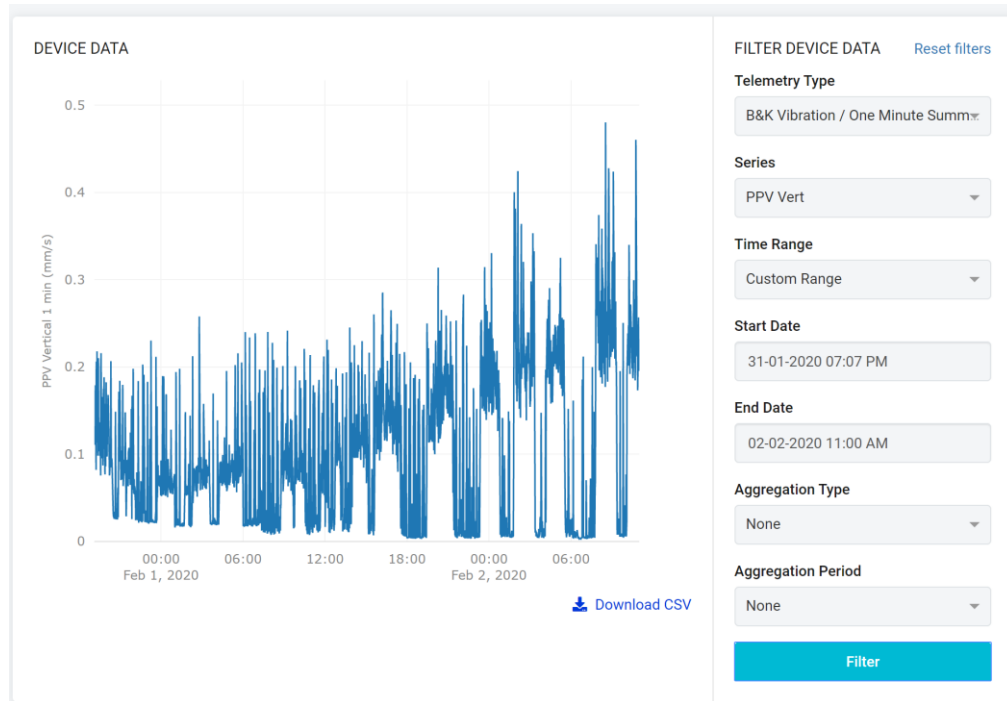 DEVICE DATA
0.5
0.4
0.3
0.2
0.1
0
PPV Vertical 1 min (mm/s)
00:00
Feb 1, 2020
06:00
12:00
18:00
00:00
Feb 2, 2020
06:00
Download CSV
FILTER DEVICE DATA
Reset filters
Telemetry Type
B&K Vibration / One Minute Summ...
Series
PPV Vert
Time Range
Custom Range
Start Date
31-01-2020 07:07 PM
End Date
02-02-2020 11:00 AM
Aggregation Type
None
Aggregation Period
None
Filter